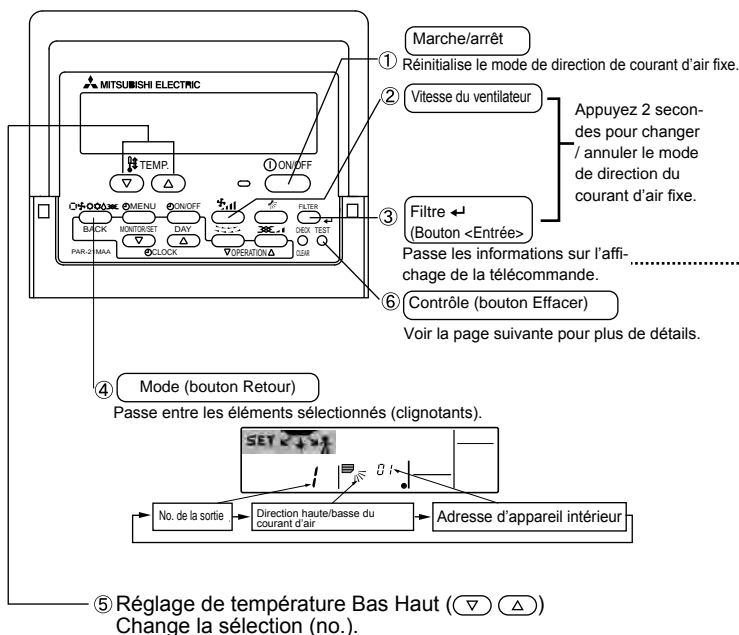 Marche/arrêt
① Réinitialise le mode de direction de courant d'air fixe.
MITSUBISHI ELECTRIC
② Vitesse du ventilateur
Appuyez 2 secon-
des pour changer
/ annuler le mode
de direction du
courant d'air fixe.
TEMP.
ON/OFF
MENU
ON/OFF
FILTER
BACK
MONITOR/SET
DAY
CHECK
TEST
PAR-21MAA
CLOCK
▽OPERATION△
CLEAR
③ Filtre ↵
(Bouton <Entrée>
Passe les informations sur l'affi-
chage de la télécommande.
⑥ Contrôle (bouton Effacer)
Voir la page suivante pour plus de détails.
④ Mode (bouton Retour)
Passe entre les éléments sélectionnés (clignotants).
SET
1 01
No. de la sortie
Direction haute/basse du
courant d'air
Adresse d'appareil intérieur
⑤ Réglage de température Bas Haut (▽ △)
Change la sélection (no.).